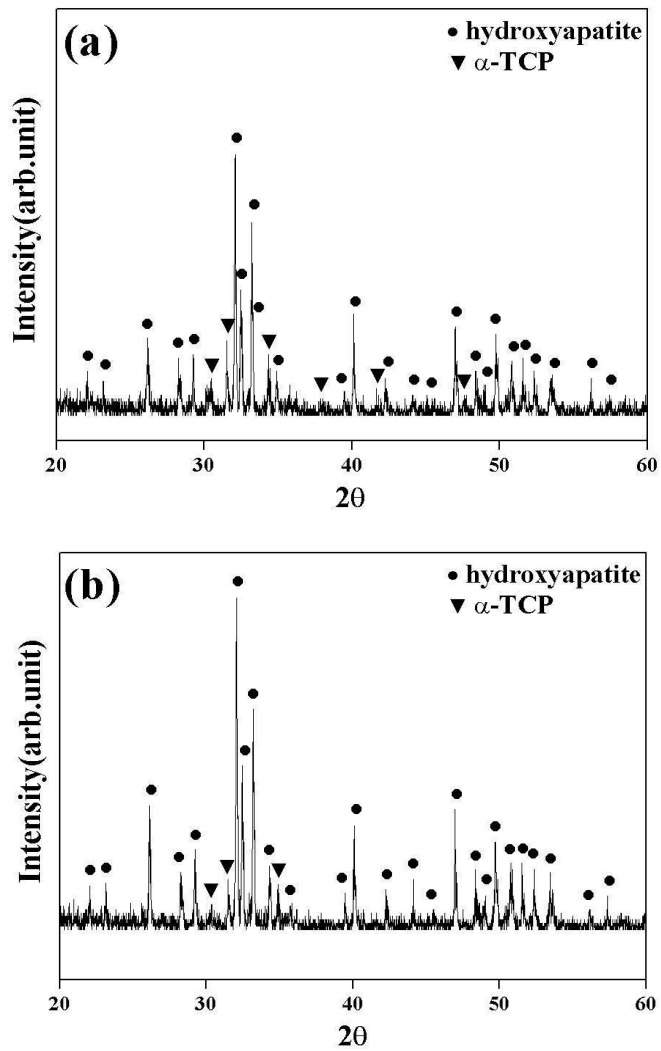 (a)
● hydroxyapatite
▼ α-TCP
Intensity(arb.unit)
20 30 40 50 60
2θ
(b)
● hydroxyapatite
▼ α-TCP
Intensity(arb.unit)
20 30 40 50 60
2θ